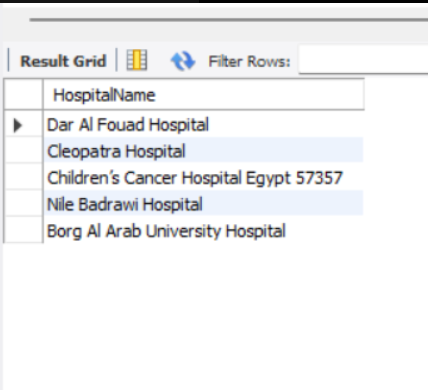 Result Grid Filter Rows:
HospitalName
Dar Al Fouad Hospital
Cleopatra Hospital
Children’s Cancer Hospital Egypt 57357
Nile Badrawi Hospital
Borg Al Arab University Hospital